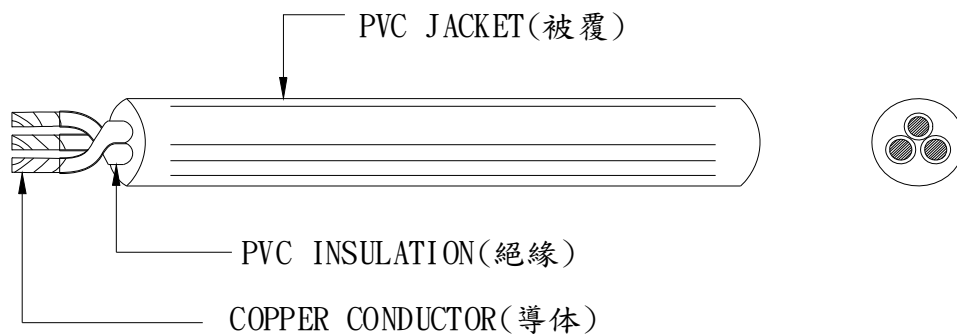 PVC JACKET(被覆)
PVC INSULATION(絕緣)
COPPER CONDUCTOR(導体)